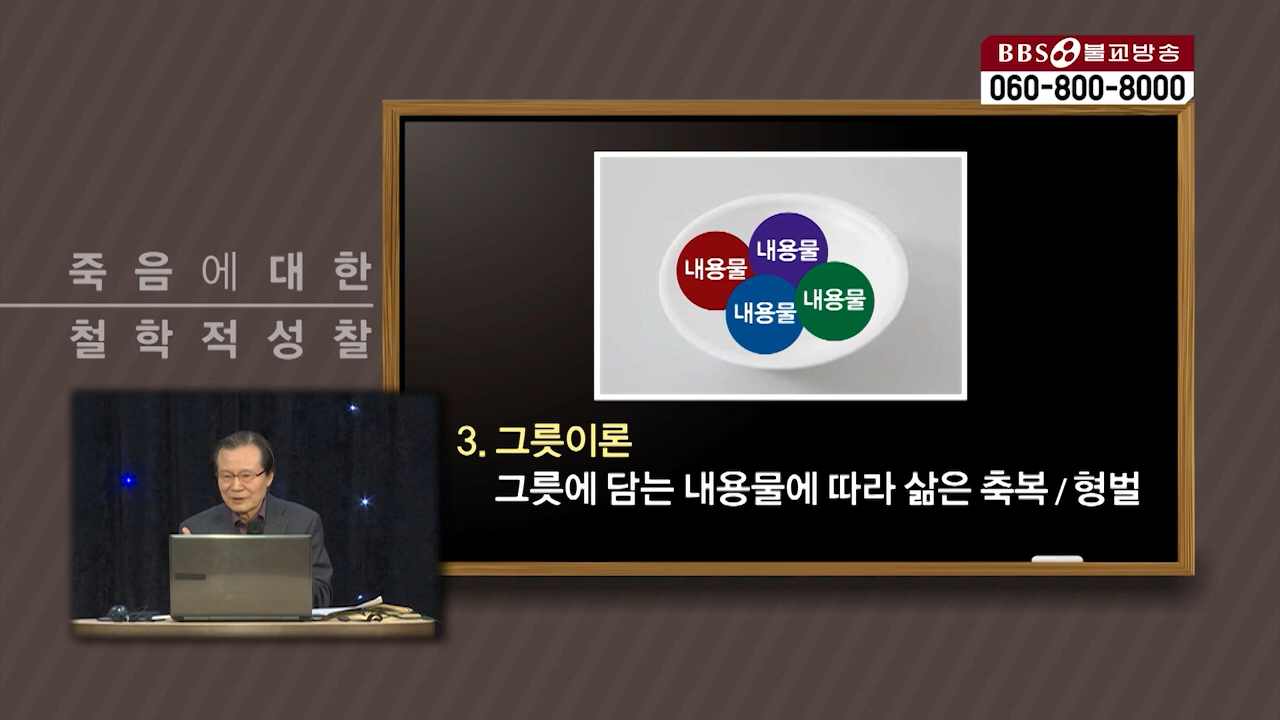 BBS 불교방송
060-800-8000
죽음에대한
철학적성찰
내용물
내용물
내용물
내용물
3. 그릇이론
그릇에 담는 내용물에 따라 삶은 축복 / 형벌